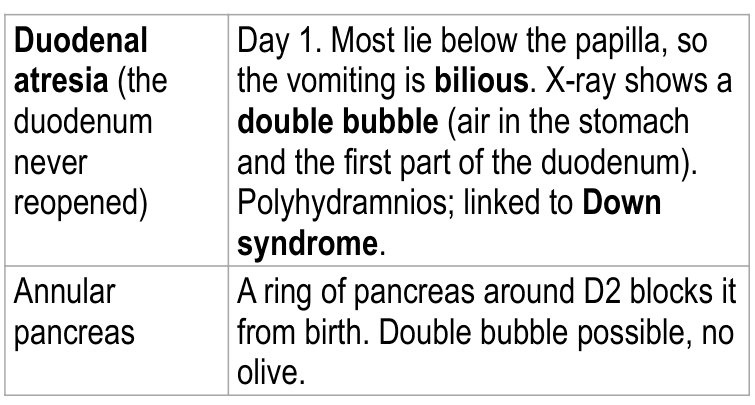 Duodenal
atresia (the
duodenum
never
reopened)
Day 1. Most lie below the papilla, so
the vomiting is bilious. X-ray shows a
double bubble (air in the stomach
and the first part of the duodenum).
Polyhydramnios; linked to Down
syndrome.
Annular
pancreas
A ring of pancreas around D2 blocks it
from birth. Double bubble possible, no
olive.